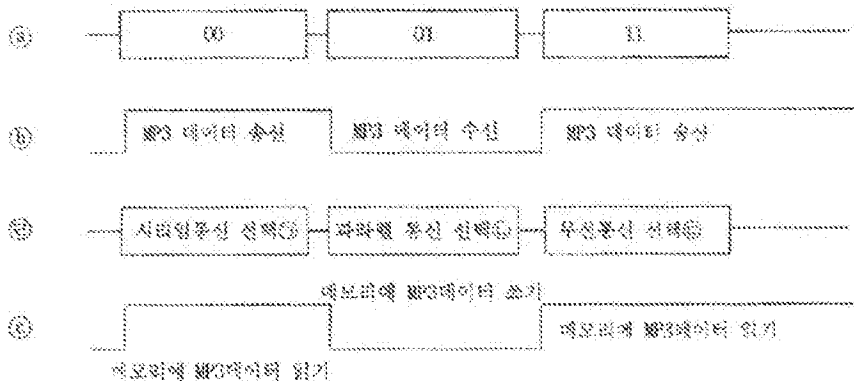 ⓐ 00 01 11
ⓑ MP3 데이터 송신 MP3 데이터 수신 MP3 데이터 송신
ⓓ 시리얼통신 선택㉠ 파라렐 통신 선택㉡ 무선통신 선택㉢
메모리에 MP3데이터 쓰기
ⓒ 메모리에 MP3데이터 읽기
메모리에 MP3데이터 읽기